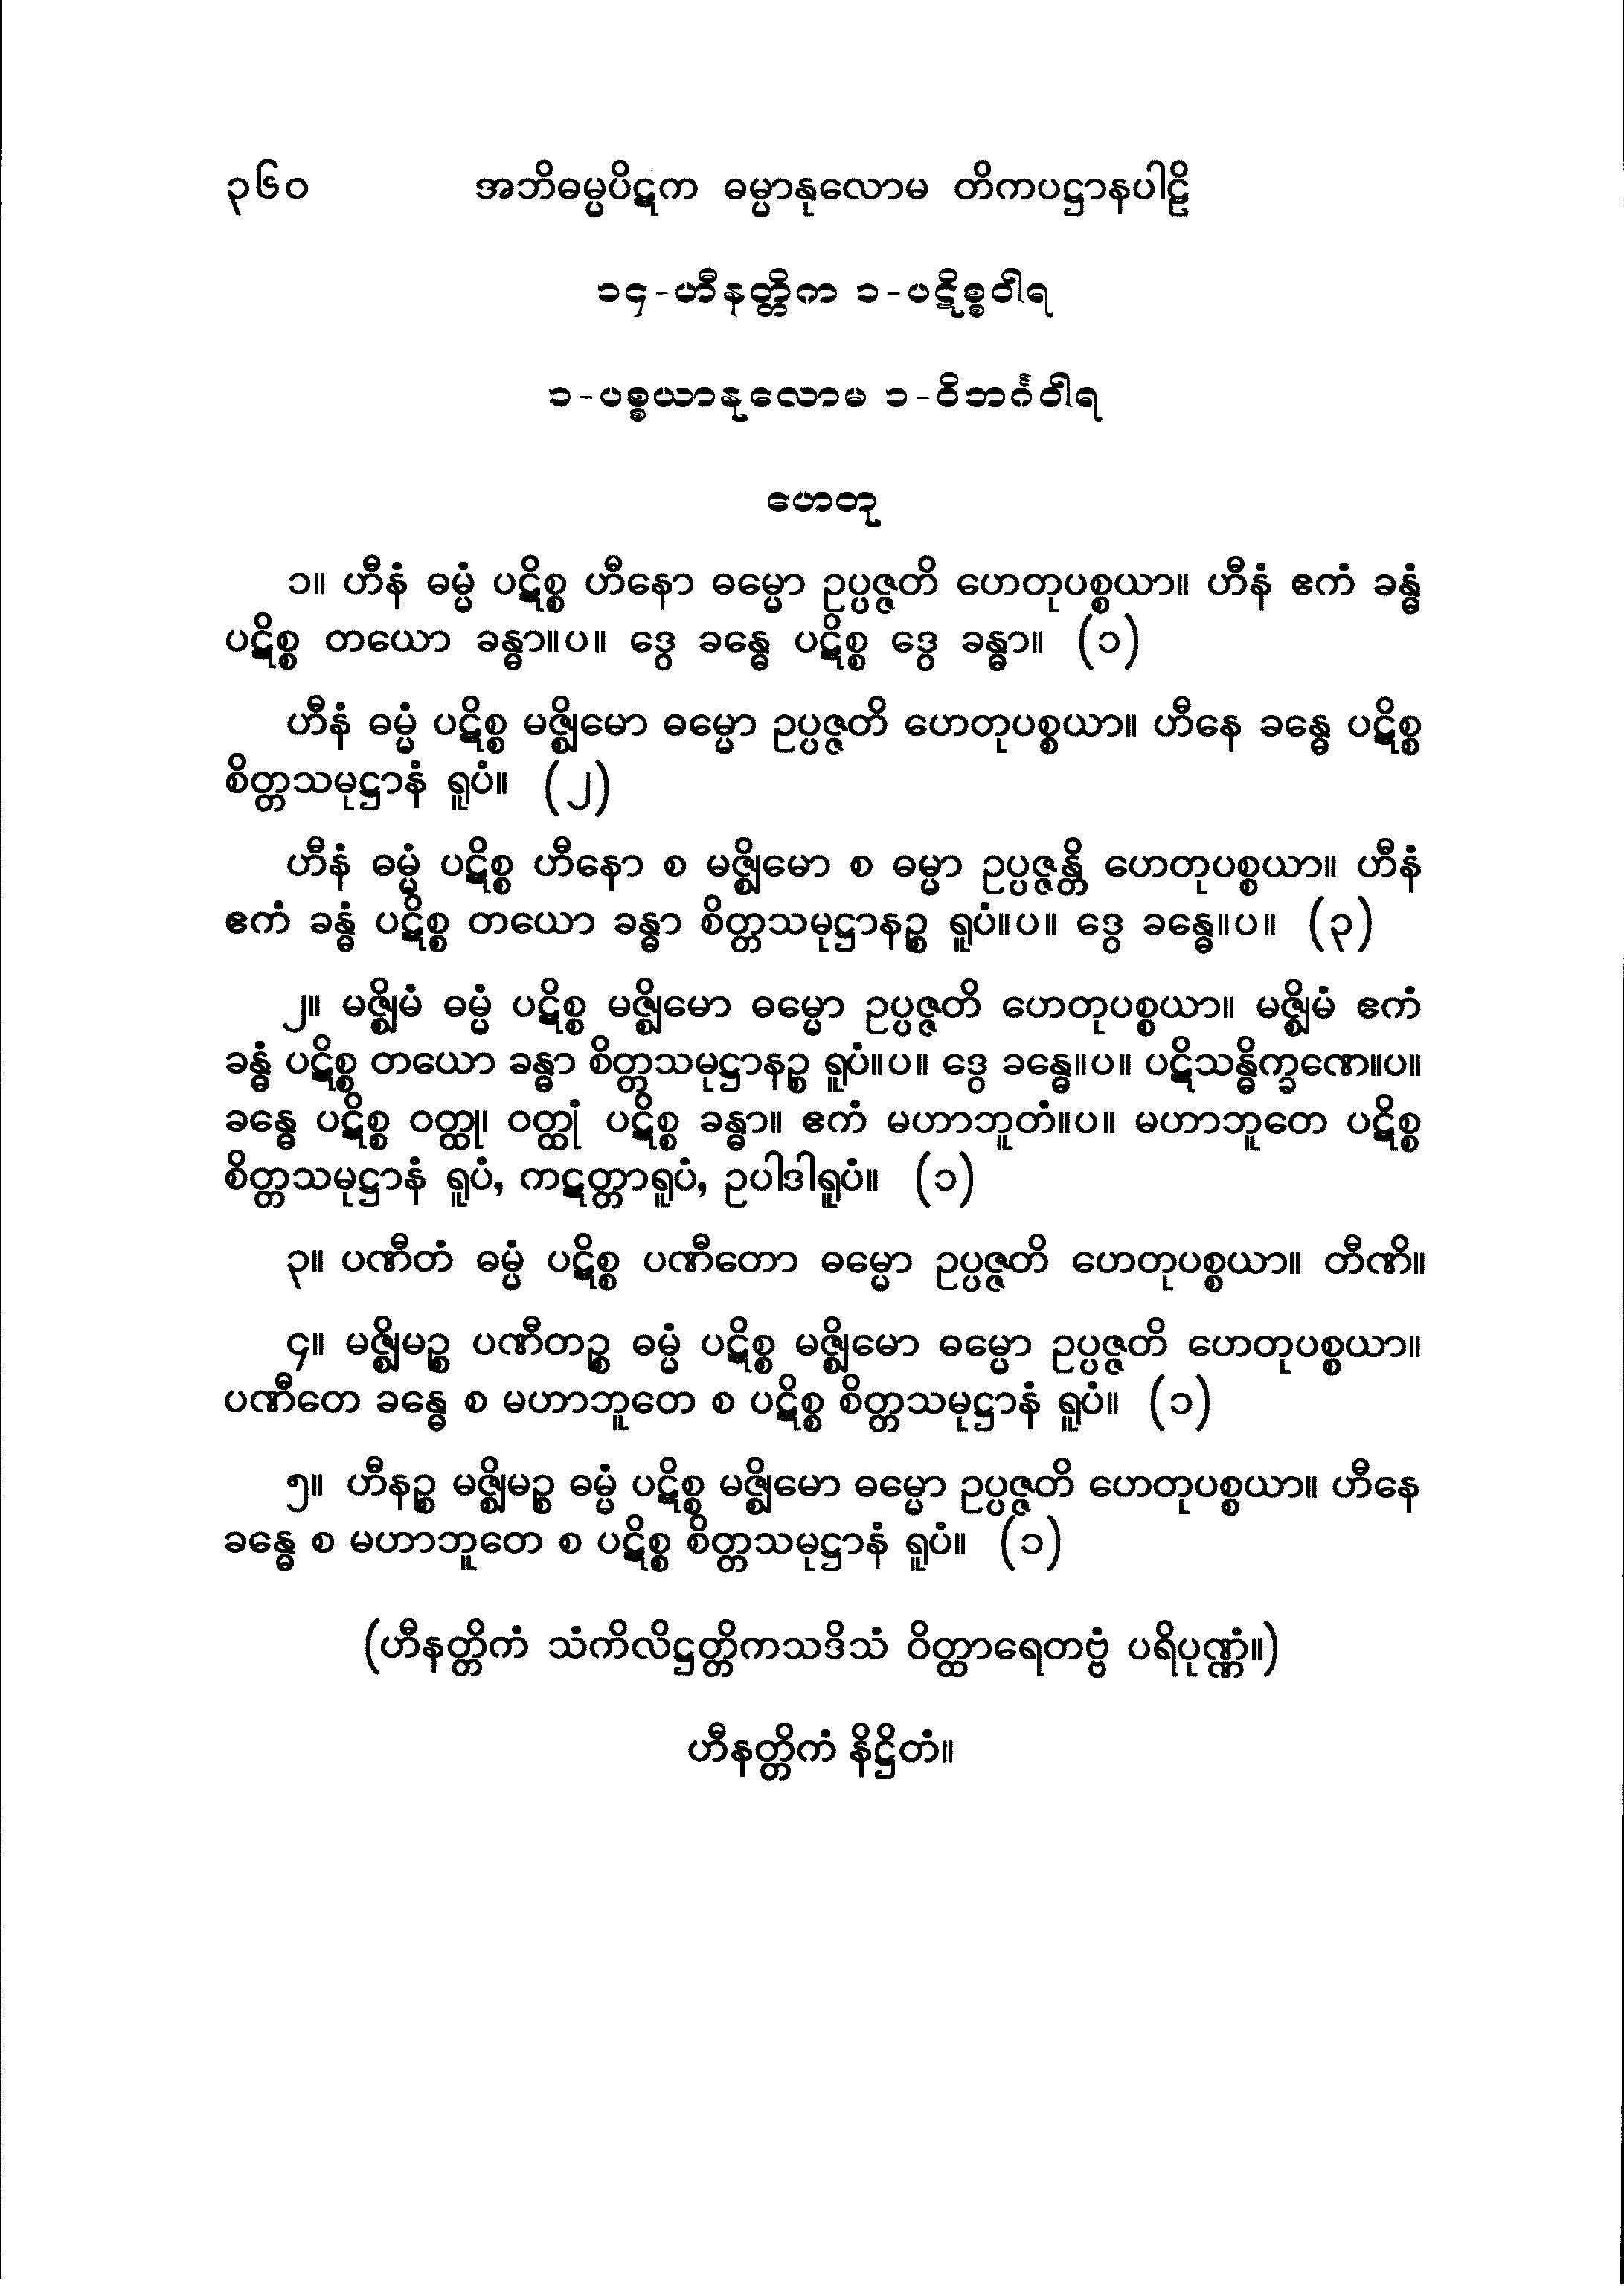 ၃၆၀ အဘိဓမ္မပိဋက ဓမ္မာနုလောမ တိကပဋ္ဌာနပါဠိ
၁၄-ဟီနတ္တိက ၁-ပဋိစ္စဝါရ
၁-ပစ္စယာနုလောမ ၁-ဝိဘင်္ဂဝါရ
ဟေတု
၁။ ဟီနံ ဓမ္မံ ပဋိစ္စ ဟီနော ဓမ္မော ဥပ္ပဇ္ဇတိ ဟေတုပစ္စယာ။ ဟီနံ ဧကံ ခန္ဓံ
ပဋိစ္စ တယော ခန္ဓာ။ပ။ ဒွေ ခန္ဓေ ပဋိစ္စ ဒွေ ခန္ဓာ။ (၁)
ဟီနံ ဓမ္မံ ပဋိစ္စ မဇ္ဈိမော ဓမ္မော ဥပ္ပဇ္ဇတိ ဟေတုပစ္စယာ။ ဟီနေ ခန္ဓေ ပဋိစ္စ
စိတ္တသမုဋ္ဌာနံ ရူပံ။ (၂)
ဟီနံ ဓမ္မံ ပဋိစ္စ ဟီနော စ မဇ္ဈိမော စ ဓမ္မာ ဥပ္ပဇ္ဇန္တိ ဟေတုပစ္စယာ။ ဟီနံ
ဧကံ ခန္ဓံ ပဋိစ္စ တယော ခန္ဓာ စိတ္တသမုဋ္ဌာနဉ္စ ရူပံ။ပ။ ဒွေ ခန္ဓေ။ပ။ (၃)
၂။ မဇ္ဈိမံ ဓမ္မံ ပဋိစ္စ မဇ္ဈိမော ဓမ္မော ဥပ္ပဇ္ဇတိ ဟေတုပစ္စယာ။ မဇ္ဈိမံ ဧကံ
ခန္ဓံ ပဋိစ္စ တယော ခန္ဓာ စိတ္တသမုဋ္ဌာနဉ္စ ရူပံ။ပ။ ဒွေ ခန္ဓေ။ပ။ ပဋိသန္ဓိက္ခဏေ။ပ။
ခန္ဓေ ပဋိစ္စ ဝတ္ထု၊ ဝတ္ထုံ ပဋိစ္စ ခန္ဓာ။ ဧကံ မဟာဘူတံ။ပ။ မဟာဘူတေ ပဋိစ္စ
စိတ္တသမုဋ္ဌာနံ ရူပံ, ကဋတ္တာရူပံ, ဥပါဒါရူပံ။ (၁)
၃။ ပဏီတံ ဓမ္မံ ပဋိစ္စ ပဏီတော ဓမ္မော ဥပ္ပဇ္ဇတိ ဟေတုပစ္စယာ။ တီဏိ။
၄။ မဇ္ဈိမဉ္စ ပဏီတဉ္စ ဓမ္မံ ပဋိစ္စ မဇ္ဈိမော ဓမ္မော ဥပ္ပဇ္ဇတိ ဟေတုပစ္စယာ။
ပဏီတေ ခန္ဓေ စ မဟာဘူတေ စ ပဋိစ္စ စိတ္တသမုဋ္ဌာနံ ရူပံ။ (၁)
၅။ ဟီနဉ္စ မဇ္ဈိမဉ္စ ဓမ္မံ ပဋိစ္စ မဇ္ဈိမော ဓမ္မော ဥပ္ပဇ္ဇတိ ဟေတုပစ္စယာ။ ဟီနေ
ခန္ဓေ စ မဟာဘူတေ စ ပဋိစ္စ စိတ္တသမုဋ္ဌာနံ ရူပံ။ (၁)
(ဟီနတ္တိကံ သံကိလိဋ္ဌတ္တိကသဒိသံ ဝိတ္ထာရေတဗ္ဗံ ပရိပုဏ္ဏံ။)
ဟီနတ္တိကံ နိဋ္ဌိတံ။